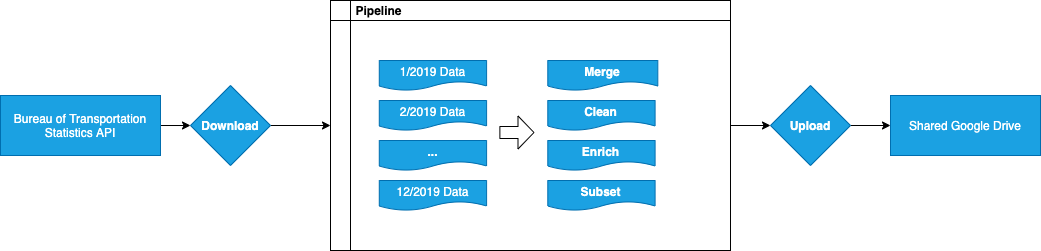 Pipeline
Bureau of Transportation
Statistics API
Download
1/2019 Data
2/2019 Data
...
12/2019 Data
Merge
Clean
Enrich
Subset
Upload
Shared Google Drive